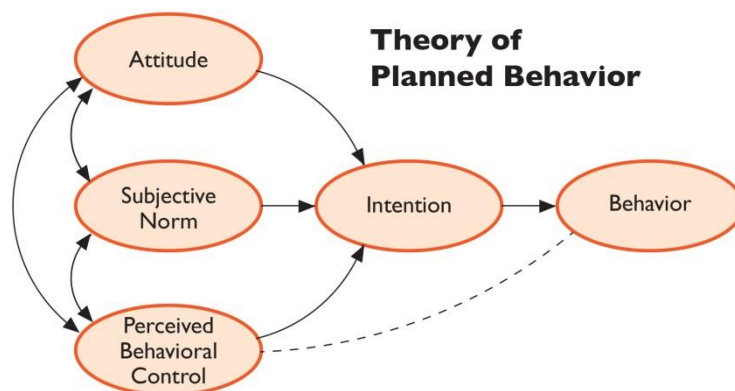 Theory of
Planned Behavior
Attitude
Subjective
Norm
Intention
Behavior
Perceived
Behavioral
Control